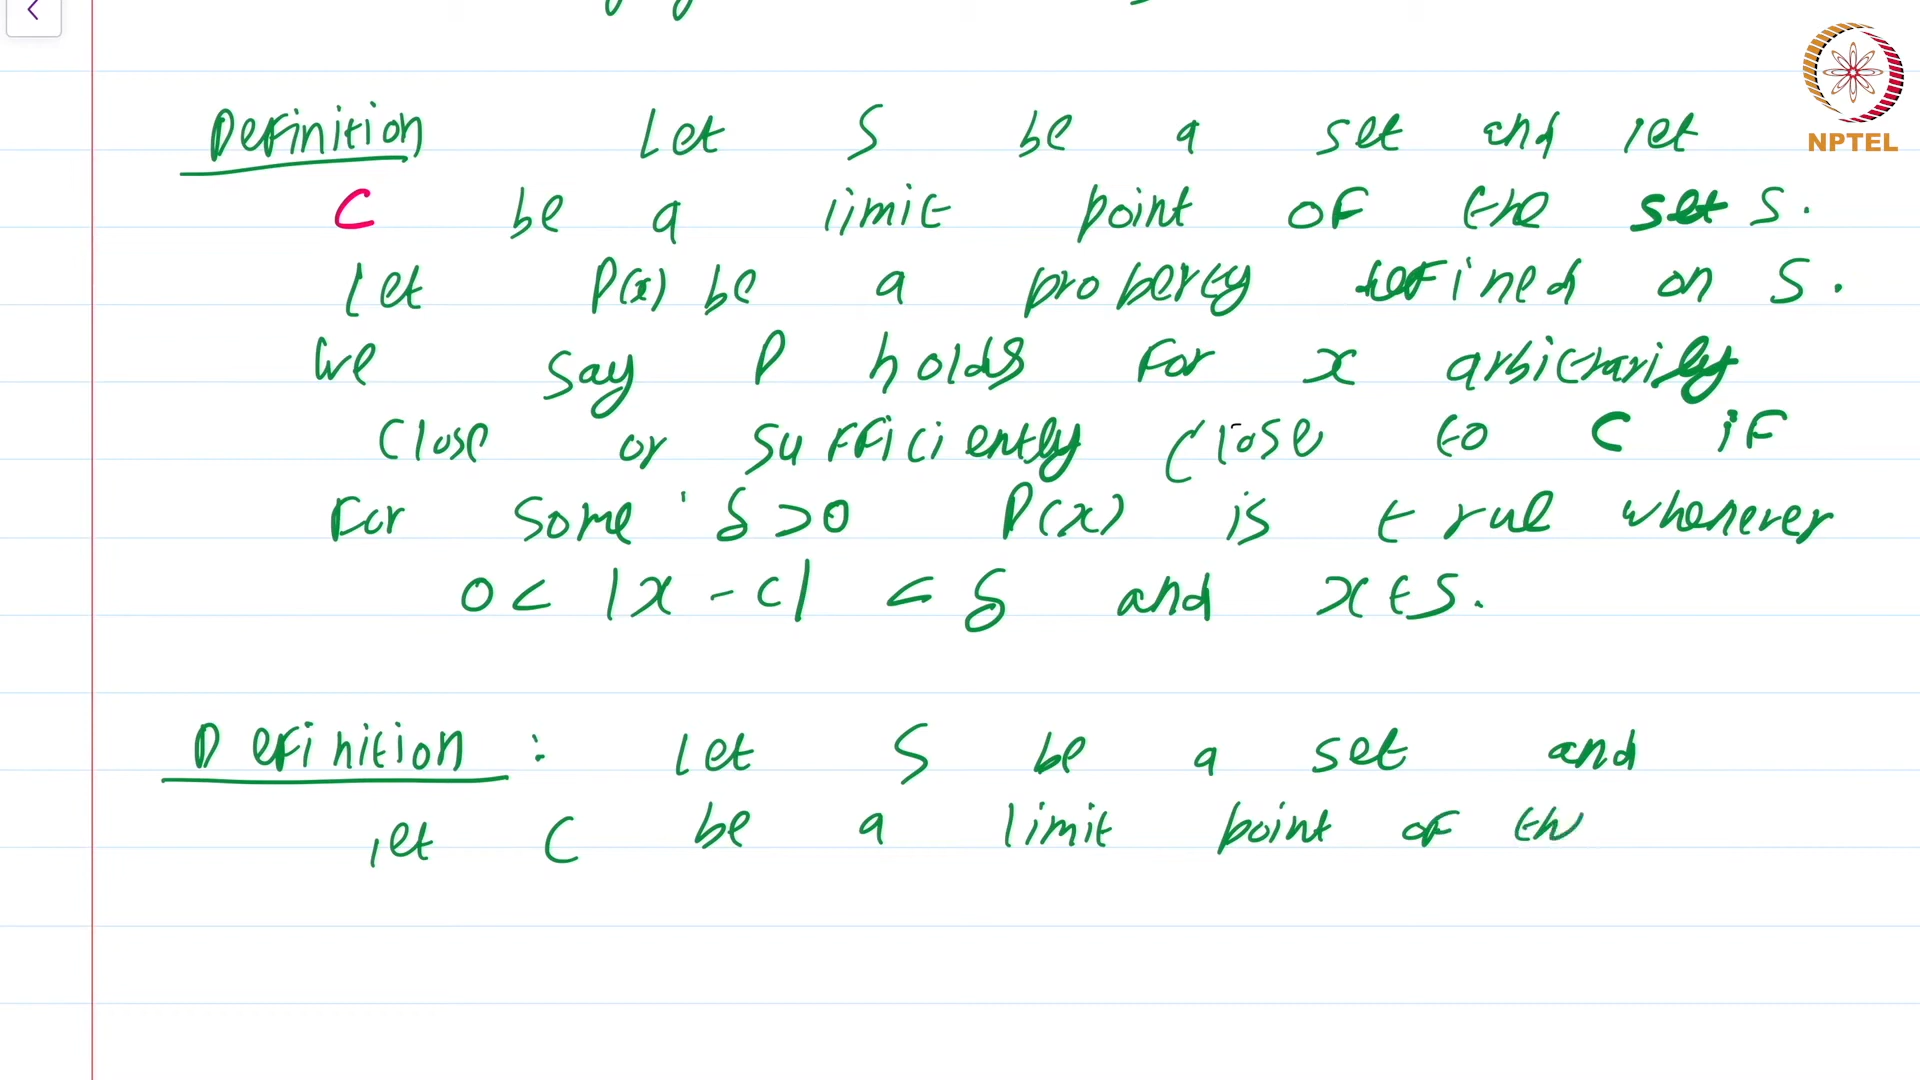 NPTEL
Definition Let S be a set and let
C be a limit point of the set S.
Let P(x) be a property defined on S.
We say P holds for x arbitrarily
close or sufficiently close to C if
For some δ>0 P(x) is true whenever
0 < |x - c| < δ and x ∈ S.
Definition : Let S be a set and
let C be a limit point of the